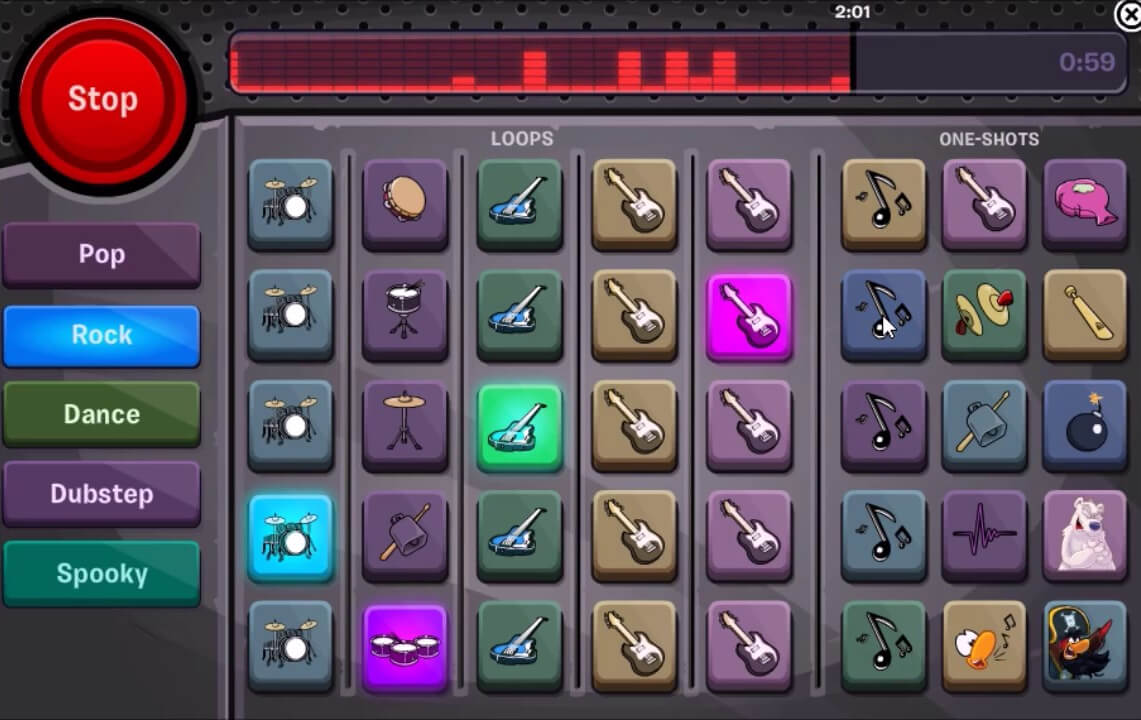 2:01
Stop
0:59
LOOPS
ONE-SHOTS
Pop
Rock
Dance
Dubstep
Spooky